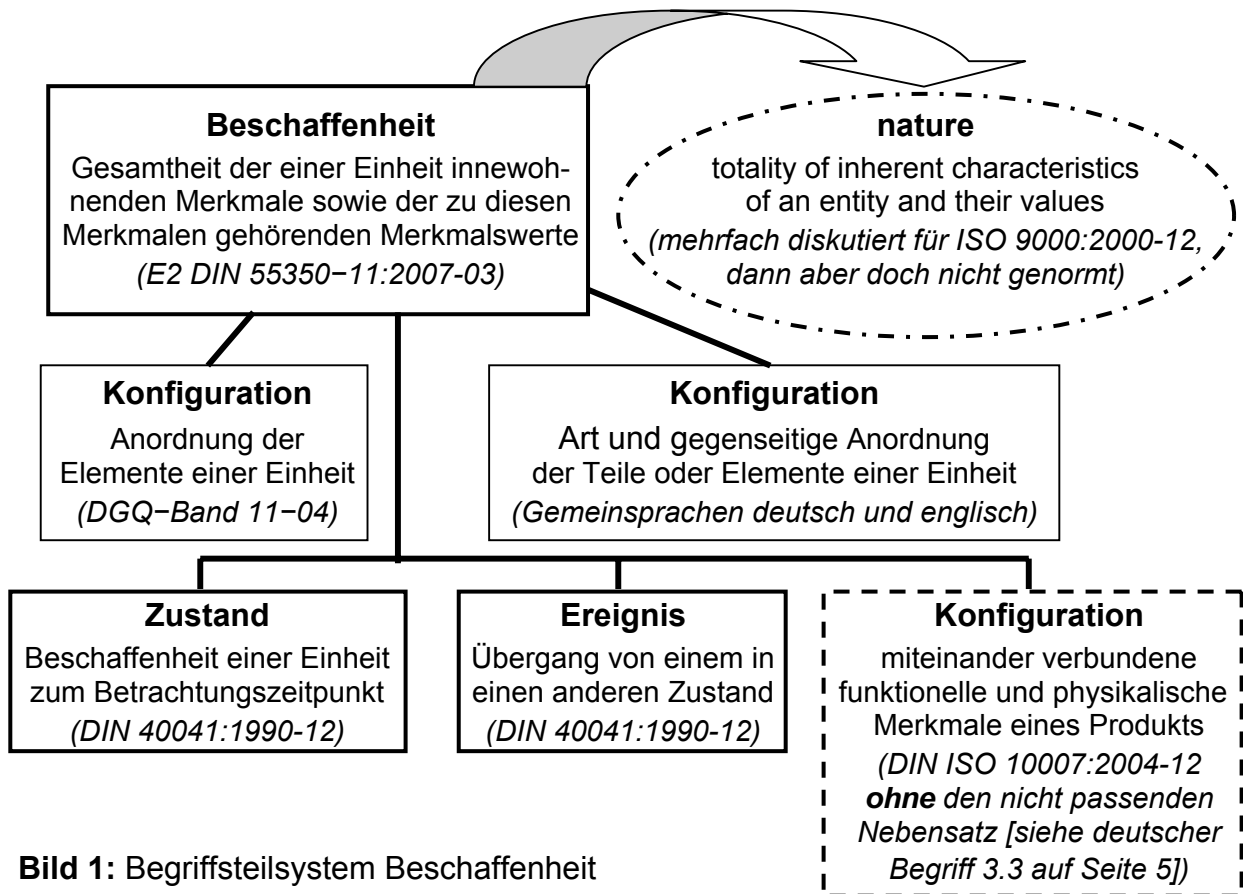 Beschaffenheit
Gesamtheit der einer Einheit innewoh-
nenden Merkmale sowie der zu diesen
Merkmalen gehörenden Merkmalswerte
(E2 DIN 55350−11:2007-03)
nature
totality of inherent characteristics
of an entity and their values
(mehrfach diskutiert für ISO 9000:2000-12,
dann aber doch nicht genormt)
Konfiguration
Anordnung der
Elemente einer Einheit
(DGQ−Band 11−04)
Konfiguration
Art und gegenseitige Anordnung
der Teile oder Elemente einer Einheit
(Gemeinsprachen deutsch und englisch)
Zustand
Beschaffenheit einer Einheit
zum Betrachtungszeitpunkt
(DIN 40041:1990-12)
Ereignis
Übergang von einem in
einen anderen Zustand
(DIN 40041:1990-12)
Konfiguration
miteinander verbundene
funktionelle und physikalische
Merkmale eines Produkts
(DIN ISO 10007:2004-12
ohne den nicht passenden
Nebensatz [siehe deutscher
Begriff 3.3 auf Seite 5])
Bild 1: Begriffsteilsystem Beschaffenheit